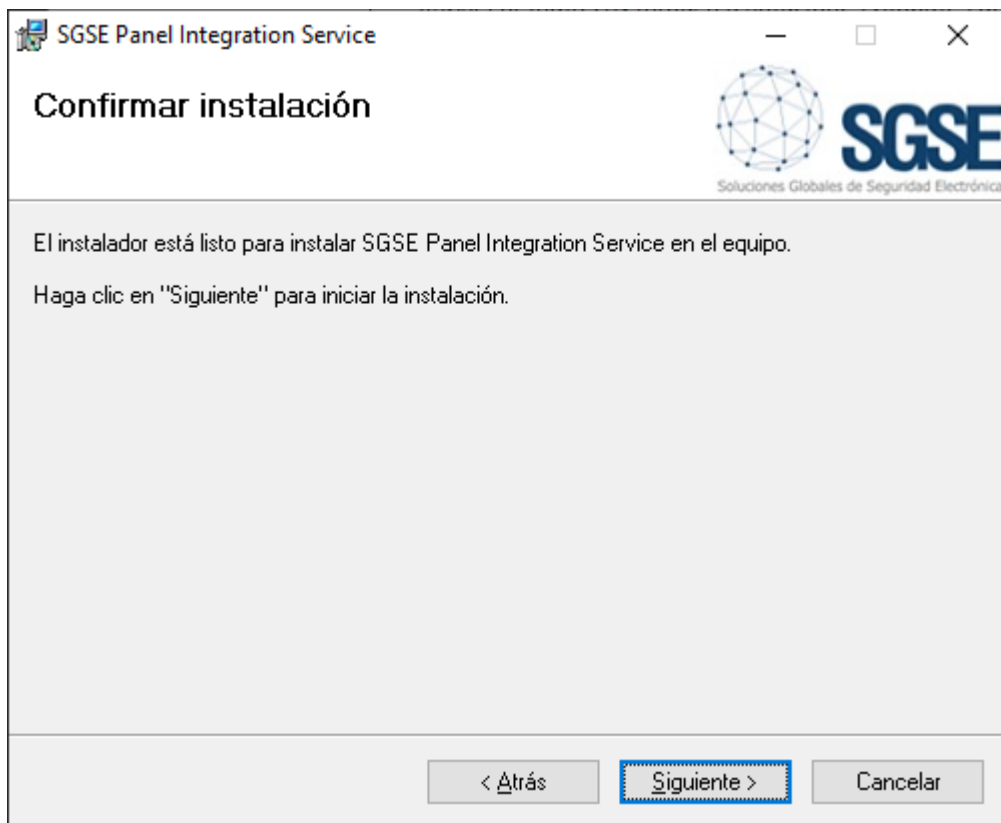 SGSE Panel Integration Service
Confirmar instalación
SGSE
Soluciones Globales de Seguridad Electrónica
El instalador está listo para instalar SGSE Panel Integration Service en el equipo.
Haga clic en "Siguiente" para iniciar la instalación.
< Atrás
Siguiente >
Cancelar